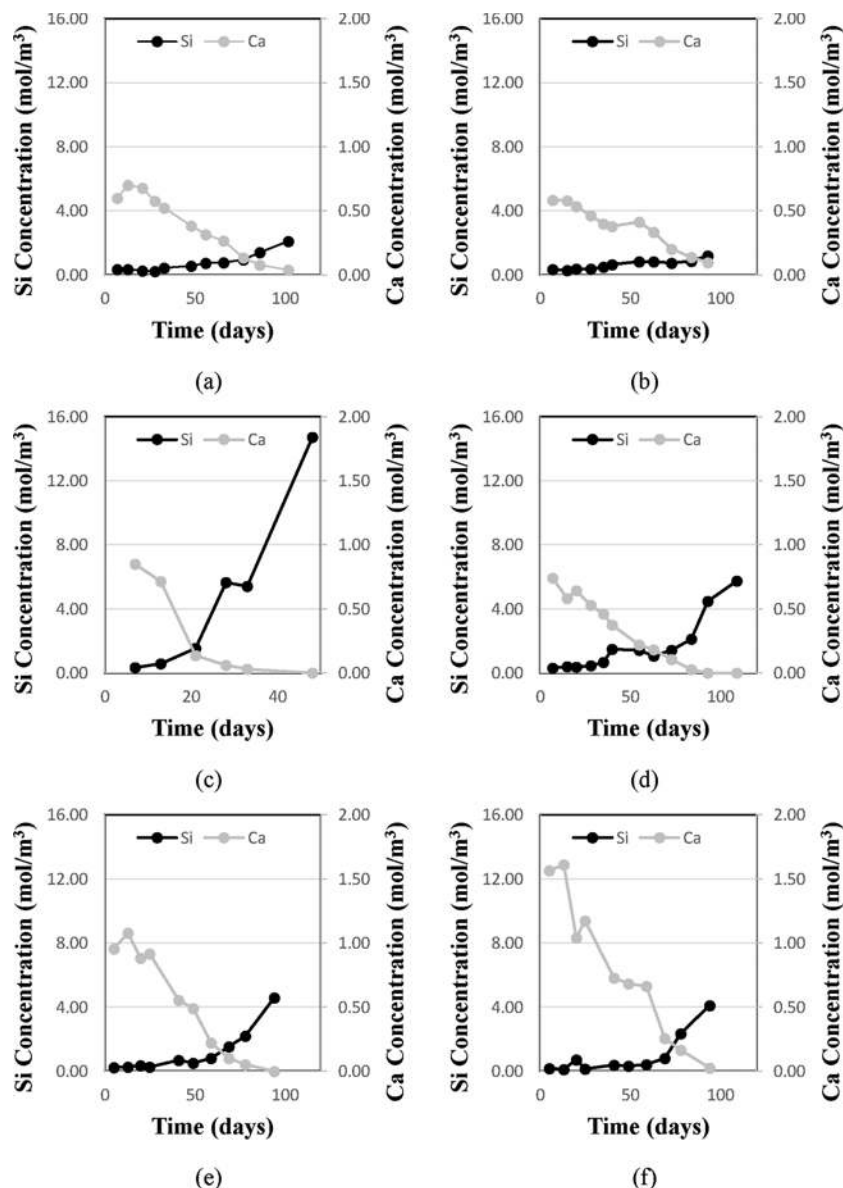 16.00 2.00 16.00 2.00
Si Ca Si Ca
12.00 1.50 12.00 1.50
8.00 1.00 8.00 1.00
4.00 0.50 4.00 0.50
0.00 0.00 0.00 0.00
0 50 100 0 50 100
Si Concentration (mol/m³) Ca Concentration (mol/m³) Si Concentration (mol/m³) Ca Concentration (mol/m³)
Time (days) Time (days)
(a) (b)
16.00 2.00 16.00 2.00
Si Ca Si Ca
12.00 1.50 12.00 1.50
8.00 1.00 8.00 1.00
4.00 0.50 4.00 0.50
0.00 0.00 0.00 0.00
0 20 40 0 50 100
Si Concentration (mol/m³) Ca Concentration (mol/m³) Si Concentration (mol/m³) Ca Concentration (mol/m³)
Time (days) Time (days)
(c) (d)
16.00 2.00 16.00 2.00
Si Ca Si Ca
12.00 1.50 12.00 1.50
8.00 1.00 8.00 1.00
4.00 0.50 4.00 0.50
0.00 0.00 0.00 0.00
0 50 100 0 50 100
Si Concentration (mol/m³) Ca Concentration (mol/m³) Si Concentration (mol/m³) Ca Concentration (mol/m³)
Time (days) Time (days)
(e) (f)